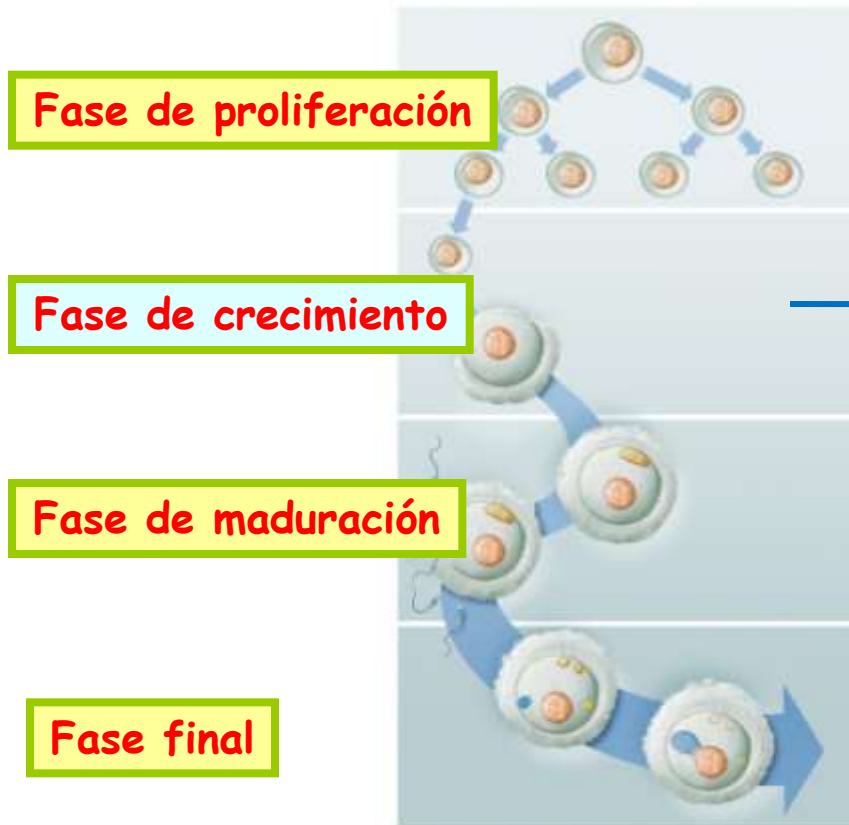 Fase de proliferación
Fase de crecimiento
Fase de maduración
Fase final